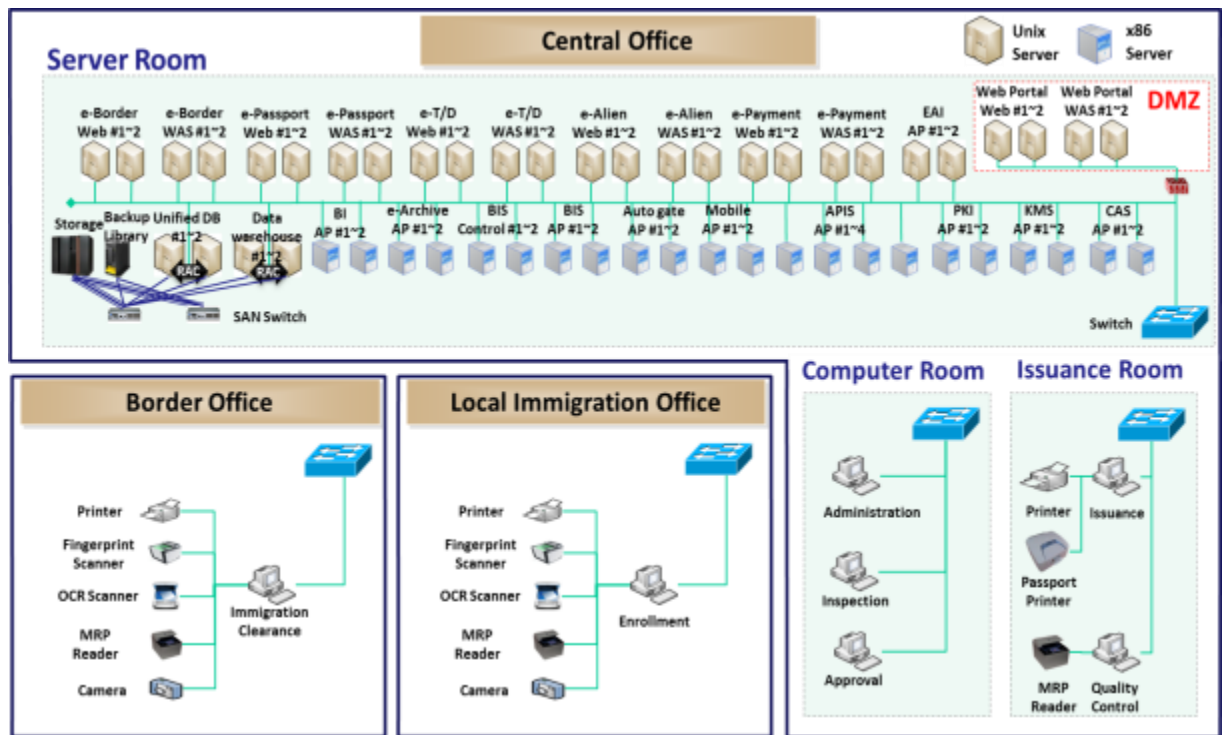 Central Office
Unix
Server
x86
Server
Server Room
e-Border
Web #1~2
e-Border
WAS #1~2
e-Passport
Web #1~2
e-Passport
WAS #1~2
e-T/D
Web #1~2
e-T/D
WAS #1~2
e-Alien
Web #1~2
e-Alien
WAS #1~2
e-Payment
Web #1~2
e-Payment
WAS #1~2
EAI
AP #1~2
Web Portal
Web #1~2
Web Portal
WAS #1~2
DMZ
Storage
Backup
Library
Unified DB
#1~2
RAC
Data
warehouse
#1~2
RAC
BI
AP #1~2
e-Archive
AP #1~2
BIS
Control #1~2
BIS
AP #1~2
Auto gate
AP #1~2
Mobile
AP #1~2
APIS
AP #1~4
PKI
AP #1~2
KMS
AP #1~2
CAS
AP #1~2
SAN Switch
Switch
Border Office
Printer
Fingerprint
Scanner
OCR Scanner
MRP
Reader
Camera
Immigration
Clearance
Local Immigration Office
Printer
Fingerprint
Scanner
OCR Scanner
MRP
Reader
Camera
Enrollment
Computer Room
Administration
Inspection
Approval
Issuance Room
Printer
Issuance
Passport
Printer
MRP
Reader
Quality
Control